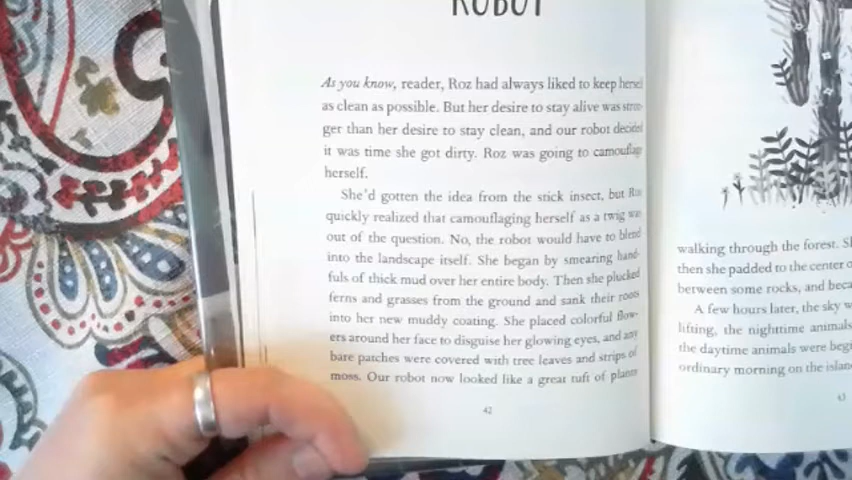 ROBOT
As you know, reader, Roz had always liked to keep herself
as clean as possible. But her desire to stay alive was stron-
ger than her desire to stay clean, and our robot decided
it was time she got dirty. Roz was going to camouflage
herself.
She'd gotten the idea from the stick insect, but Roz
quickly realized that camouflaging herself as a twig was
out of the question. No, the robot would have to blend
into the landscape itself. She began by smearing hand-
fuls of thick mud over her entire body. Then she plucked
ferns and grasses from the ground and sank their roots
into her new muddy coating. She placed colorful flow-
ers around her face to disguise her glowing eyes, and any
bare patches were covered with tree leaves and strips of
moss. Our robot now looked like a great tuft of plants
42
walking through the forest.
then she padded to the center
between some rocks, and
A few hours later, the sky
lifting, the nighttime animals
the daytime animals were
ordinary morning on the
43